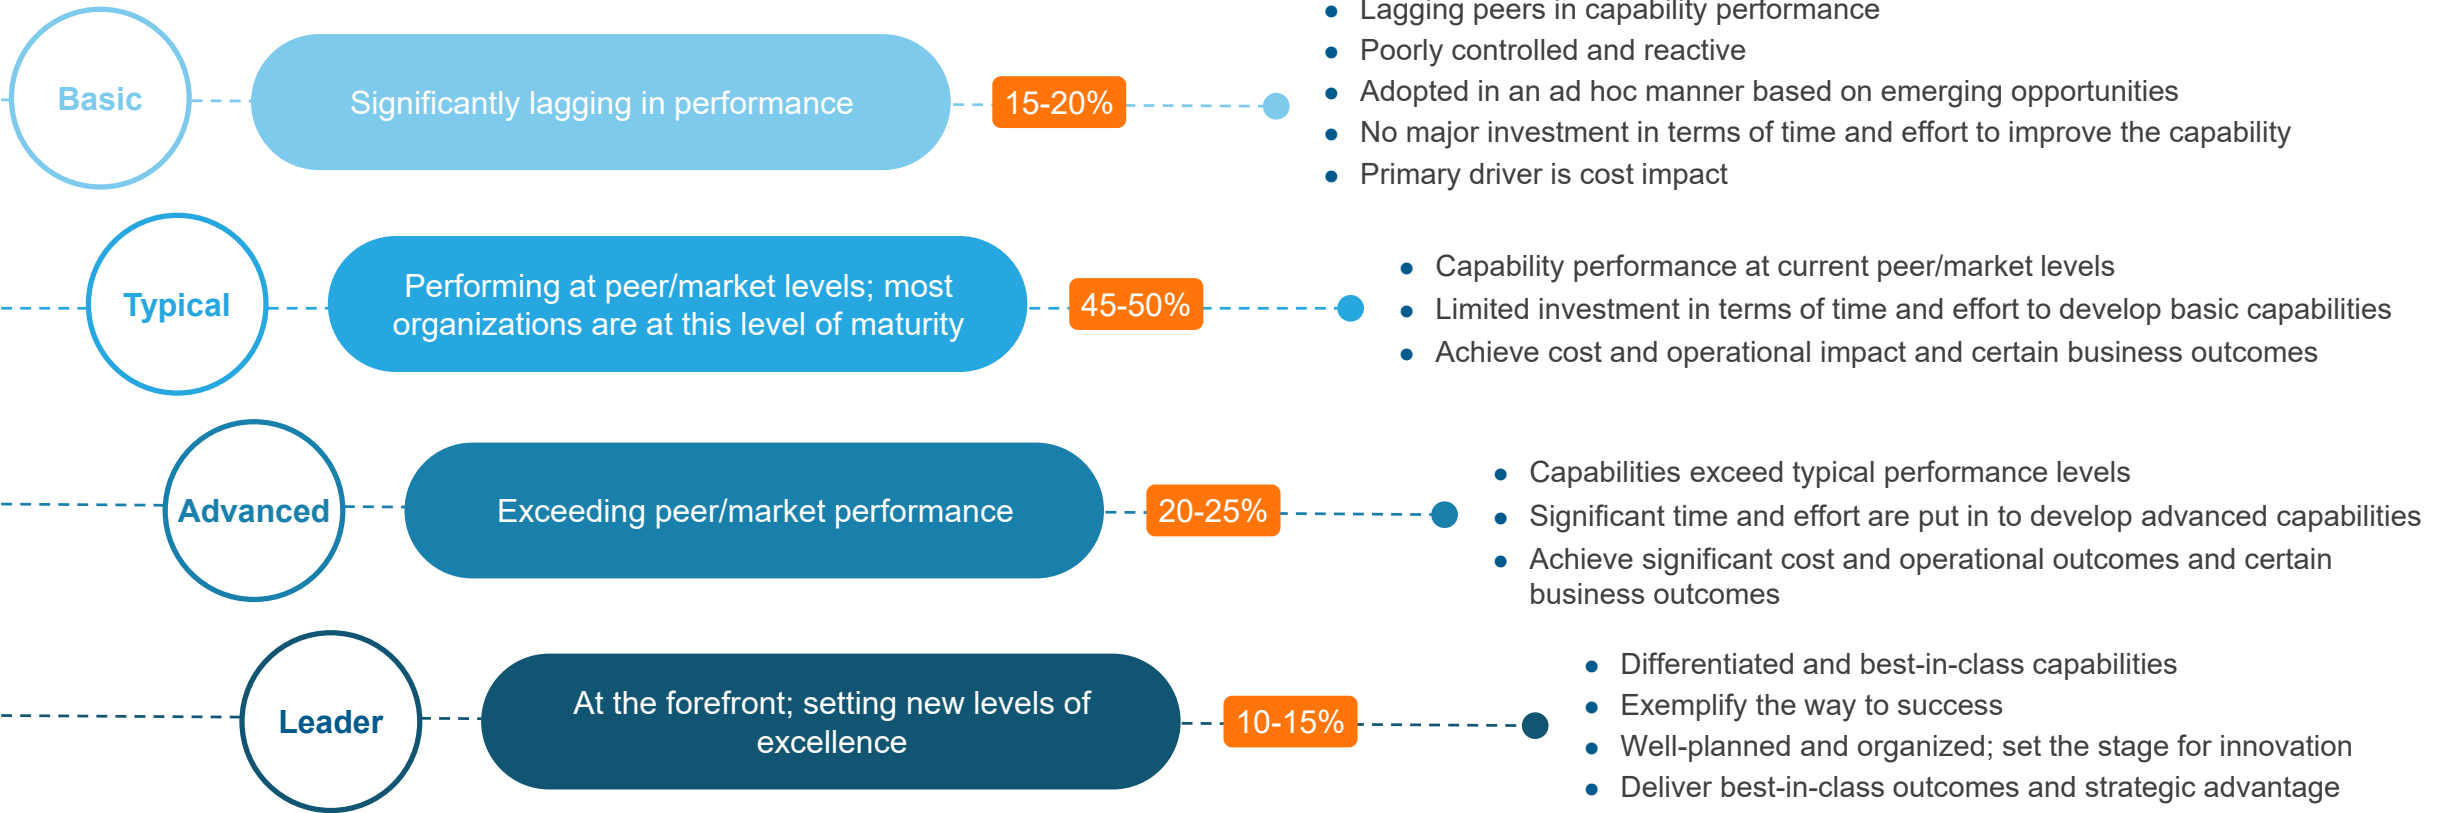 Basic
Significantly lagging in performance
15-20%
Lagging peers in capability performance
Poorly controlled and reactive
Adopted in an ad hoc manner based on emerging opportunities
No major investment in terms of time and effort to improve the capability
Primary driver is cost impact
Typical
Performing at peer/market levels; most
organizations are at this level of maturity
45-50%
Capability performance at current peer/market levels
Limited investment in terms of time and effort to develop basic capabilities
Achieve cost and operational impact and certain business outcomes
Advanced
Exceeding peer/market performance
20-25%
Capabilities exceed typical performance levels
Significant time and effort are put in to develop advanced capabilities
Achieve significant cost and operational outcomes and certain
business outcomes
Leader
At the forefront; setting new levels of
excellence
10-15%
Differentiated and best-in-class capabilities
Exemplify the way to success
Well-planned and organized; set the stage for innovation
Deliver best-in-class outcomes and strategic advantage